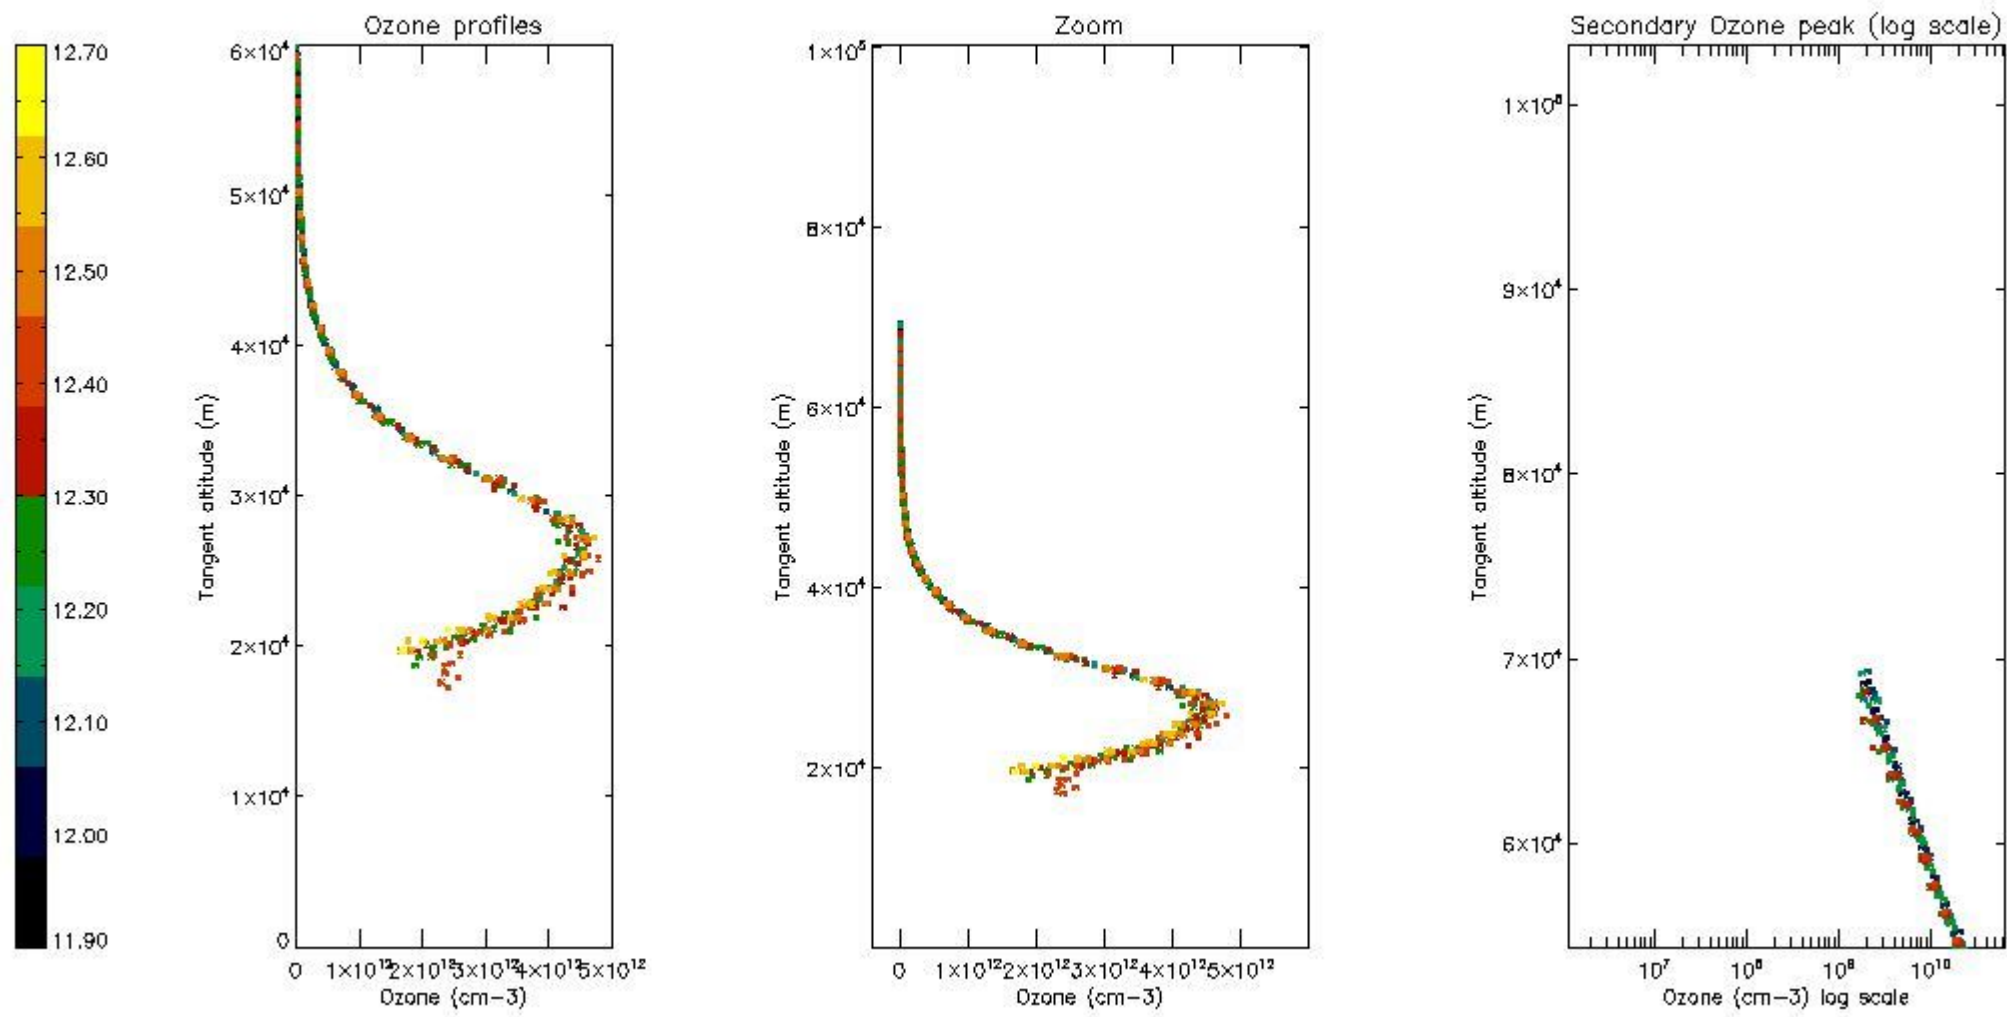 Ozone profiles
Zoom
Secondary Ozone peak (log scale)
12.70
12.60
12.50
12.40
12.30
12.20
12.10
12.00
11.90
6×10⁴
5×10⁴
4×10⁴
3×10⁴
2×10⁴
1×10⁴
0
Tangent altitude (m)
0 1×10¹² 2×10¹² 3×10¹² 4×10¹² 5×10¹²
Ozone (cm-3)
1×10⁵
8×10⁴
6×10⁴
4×10⁴
2×10⁴
Tangent altitude (m)
0 1×10¹² 2×10¹² 3×10¹² 4×10¹² 5×10¹²
Ozone (cm-3)
9×10⁴
8×10⁴
7×10⁴
6×10⁴
Tangent altitude (m)
10⁷ 10¹⁰
Ozone (cm-3) log scale